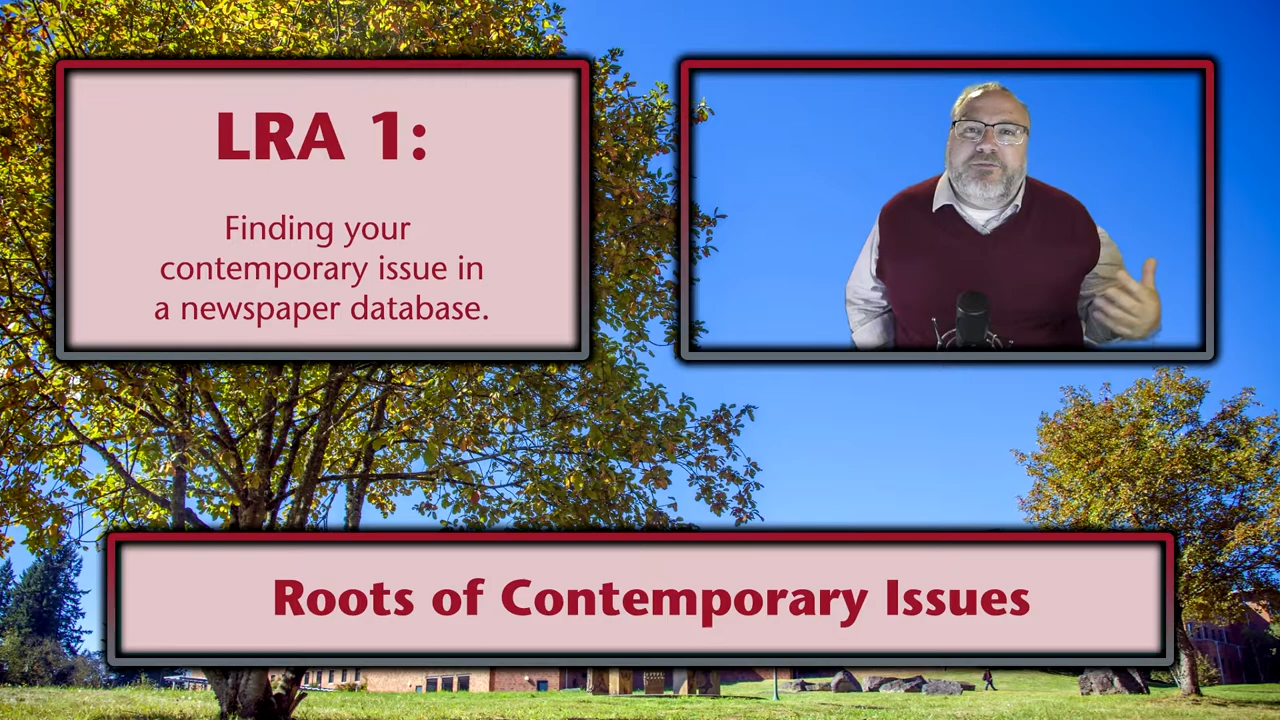 LRA 1:
Finding your
contemporary issue in
a newspaper database.
Roots of Contemporary Issues